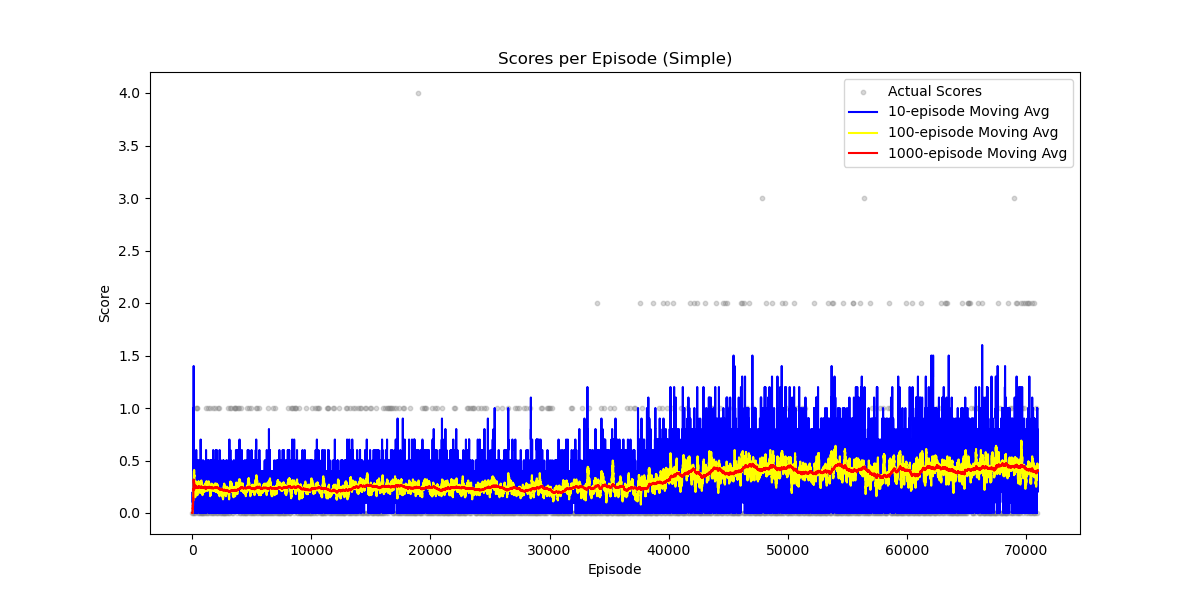 Scores per Episode (Simple)
Actual Scores
10-episode Moving Avg
100-episode Moving Avg
1000-episode Moving Avg
4.0
3.5
3.0
2.5
2.0
1.5
1.0
0.5
0.0
Score
0 10000 20000 30000 40000 50000 60000 70000
Episode